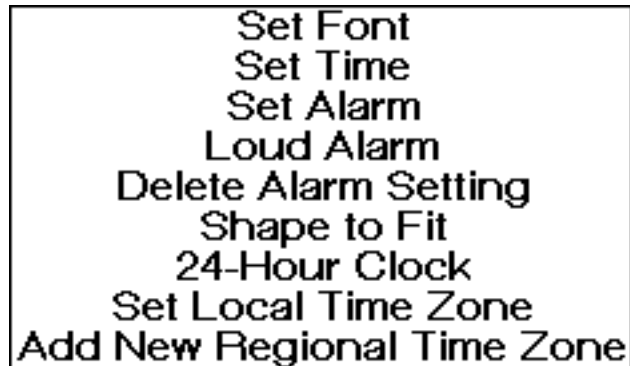 Set Font
Set Time
Set Alarm
Loud Alarm
Delete Alarm Setting
Shape to Fit
24-Hour Clock
Set Local Time Zone
Add New Regional Time Zone